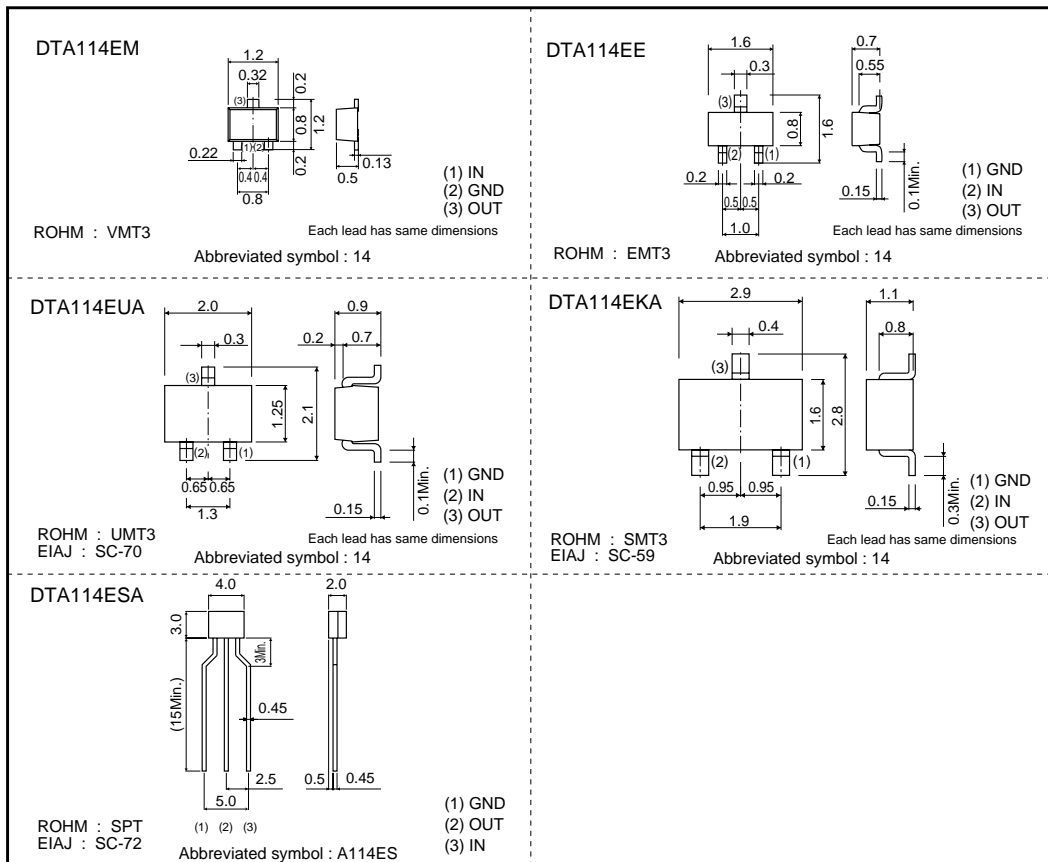 DTA114EM
1.2
0.32
0.2
(3)
0.8
1.2
0.22
(1)(2)
0.2
0.4 0.4
0.8
0.13
0.5
(1) IN
(2) GND
(3) OUT
Each lead has same dimensions
ROHM : VMT3
Abbreviated symbol : 14
DTA114EE
1.6
0.3
(3)
0.8
1.6
(2) (1)
0.2 0.2
0.5 0.5
1.0
0.7
0.55
0.15
0.1Min.
(1) GND
(2) IN
(3) OUT
Each lead has same dimensions
ROHM : EMT3
Abbreviated symbol : 14
DTA114EUA
2.0
0.3
(3)
1.25
2.1
(2) (1)
0.65 0.65
1.3
0.9
0.2 0.7
0.15
0.1Min.
(1) GND
(2) IN
(3) OUT
Each lead has same dimensions
ROHM : UMT3
EIAJ : SC-70
Abbreviated symbol : 14
DTA114EKA
2.9
0.4
(3)
1.6
2.8
(2) (1)
0.95 0.95
1.9
1.1
0.8
0.15
0.3Min.
(1) GND
(2) IN
(3) OUT
Each lead has same dimensions
ROHM : SMT3
EIAJ : SC-59
Abbreviated symbol : 14
DTA114ESA
4.0
2.0
3.0
3Min.
(15Min.)
0.45
2.5
5.0
0.5 0.45
(1) (2) (3)
(1) GND
(2) OUT
(3) IN
ROHM : SPT
EIAJ : SC-72
Abbreviated symbol : A114ES